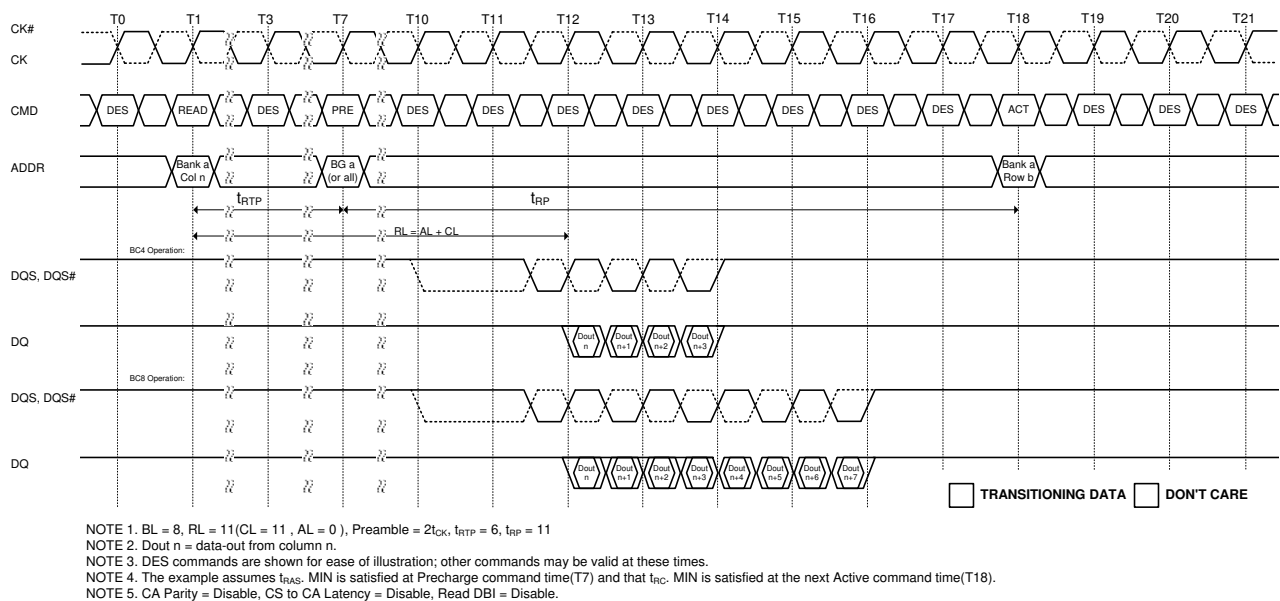 T0 T1 T3 T7 T10 T11 T12 T13 T14 T15 T16 T17 T18 T19 T20 T21
CK#
CK
CMD DES READ DES PRE DES DES DES DES DES DES DES DES ACT DES DES DES
ADDR Bank a Col n BG a (or all) Bank a Row b
tRTP tRP
RL = AL + CL
BC4 Operation:
DQS, DQS#
DQ Dout n Dout n+1 Dout n+2 Dout n+3
BC8 Operation:
DQS, DQS#
DQ Dout n Dout n+1 Dout n+2 Dout n+3 Dout n+4 Dout n+5 Dout n+6 Dout n+7
TRANSITIONING DATA DON'T CARE
NOTE 1. BL = 8, RL = 11(CL = 11 , AL = 0 ), Preamble = 2tCK, tRTP = 6, tRP = 11
NOTE 2. Dout n = data-out from column n.
NOTE 3. DES commands are shown for ease of illustration; other commands may be valid at these times.
NOTE 4. The example assumes tRAS. MIN is satisfied at Precharge command time(T7) and that tRC. MIN is satisfied at the next Active command time(T18).
NOTE 5. CA Parity = Disable, CS to CA Latency = Disable, Read DBI = Disable.